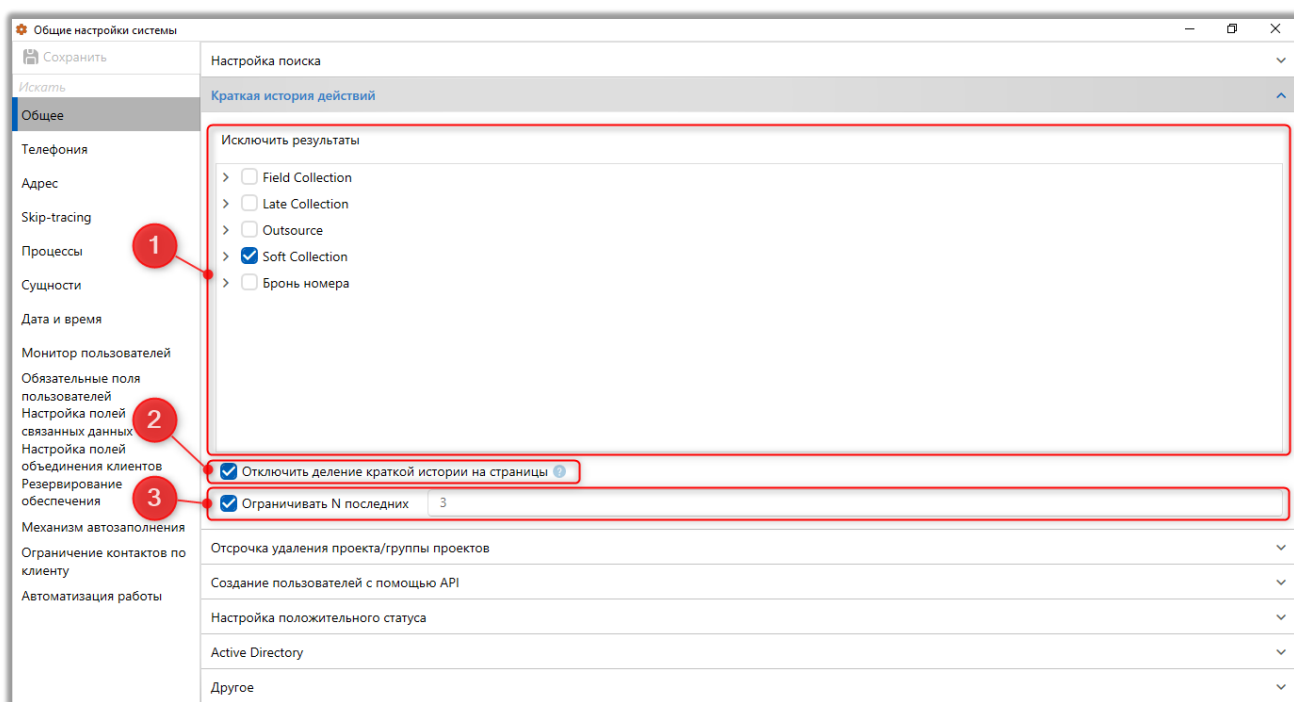 Общие настройки системы
Сохранить
Искать
Общее
Телефония
Адрес
Skip-tracing
Процессы
Сущности
Дата и время
Монитор пользователей
Обязательные поля
пользователей
Настройка полей
связанных данных
Настройка полей
объединения клиентов
Резервирование
обеспечения
Механизм автозаполнения
Ограничение контактов по
клиенту
Автоматизация работы
Настройка поиска
Краткая история действий
Исключить результаты
Field Collection
Late Collection
Outsource
Soft Collection
Бронь номера
1
2
Отключить деление краткой истории на страницы ?
3
Ограничивать N последних 3
Отсрочка удаления проекта/группы проектов
Создание пользователей с помощью API
Настройка положительного статуса
Active Directory
Другое